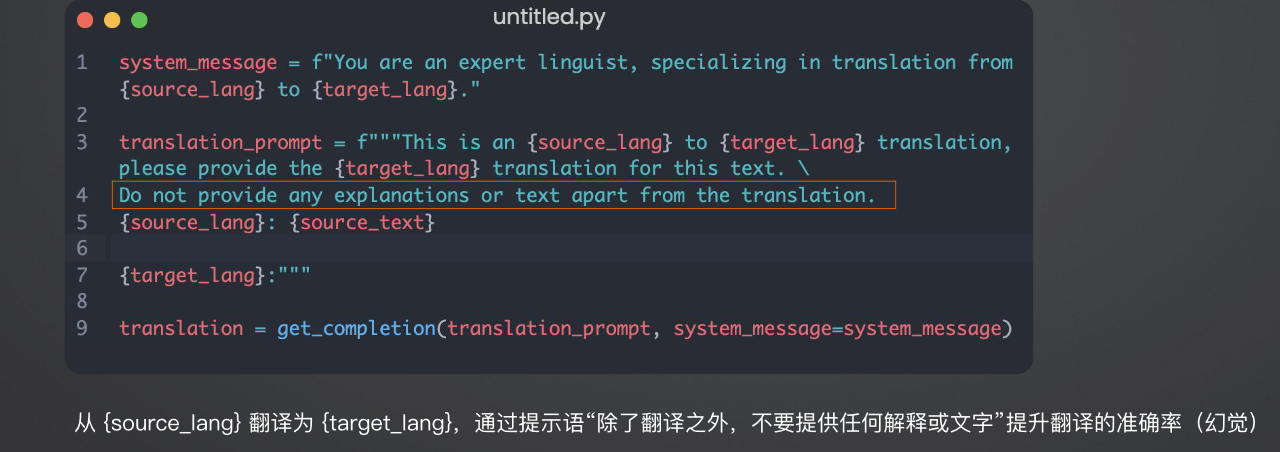 untitled.py
1 system_message = f"You are an expert linguist, specializing in translation from
{source_lang} to {target_lang}."
2
3 translation_prompt = f"""This is an {source_lang} to {target_lang} translation,
please provide the {target_lang} translation for this text. \
4 Do not provide any explanations or text apart from the translation.
5 {source_lang}: {source_text}
6
7 {target_lang}:"""
8
9 translation = get_completion(translation_prompt, system_message=system_message)
从 {source_lang} 翻译为 {target_lang}，通过提示语“除了翻译之外，不要提供任何解释或文字”提升翻译的准确率（幻觉）